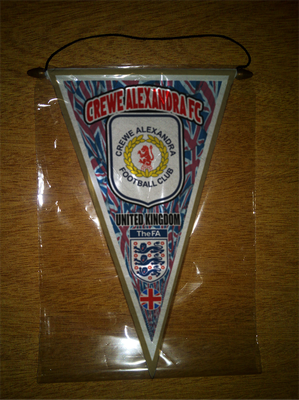 CREWE ALEXANDRA FC
CREWE ALEXANDRA
FOOTBALL CLUB
UNITED KINGDOM
TheFA